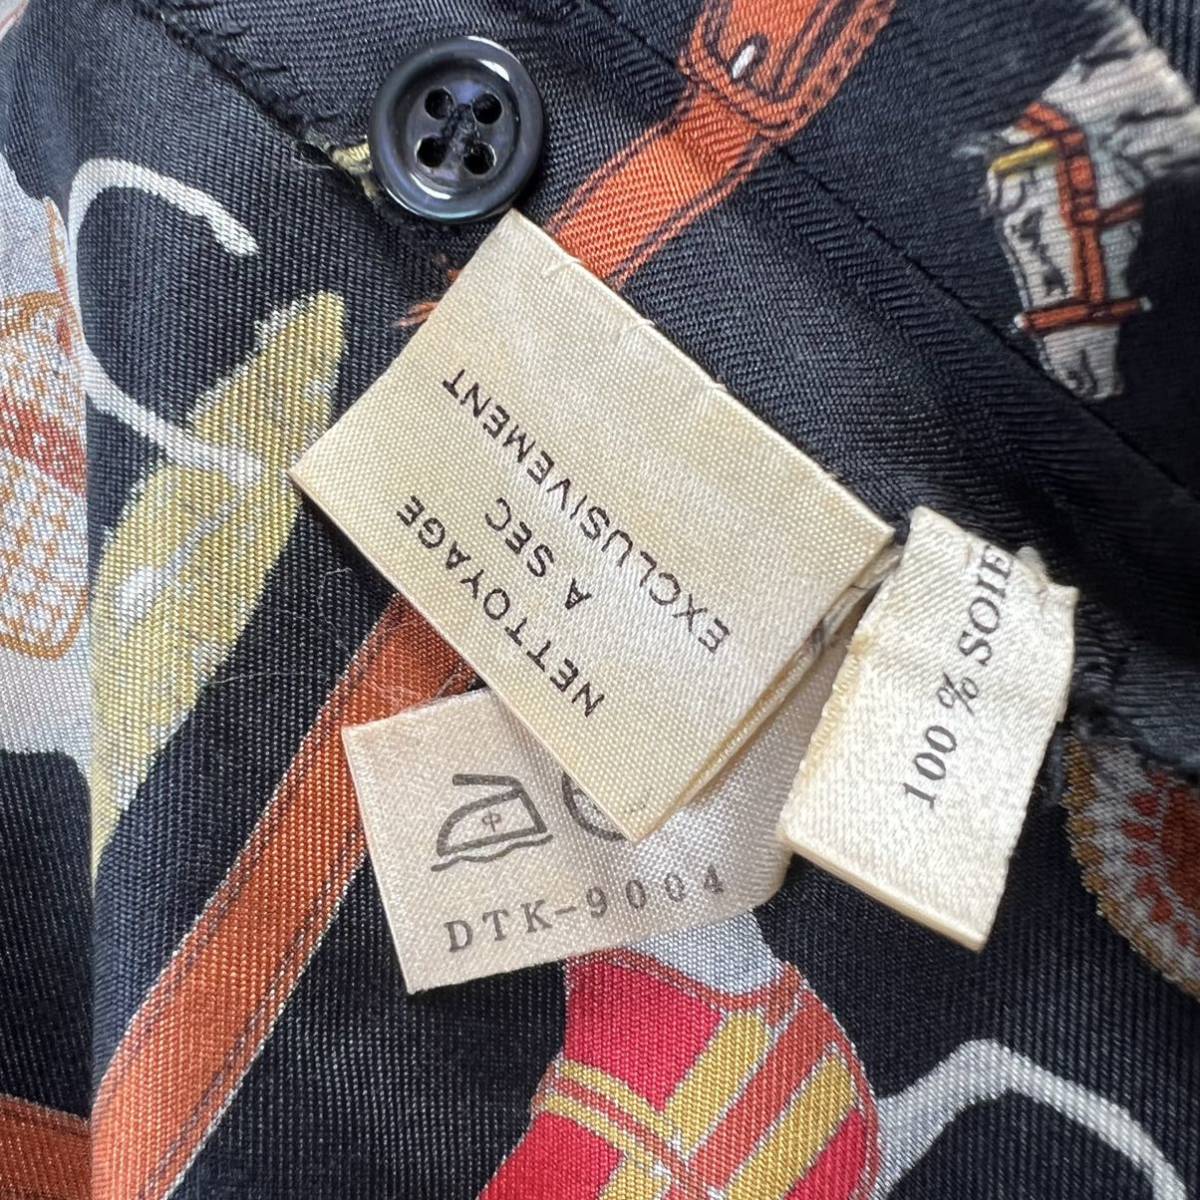 NETTOYAGE
A SEC
EXCLUSIVEMENT
100 % SOIE
DTK-9004